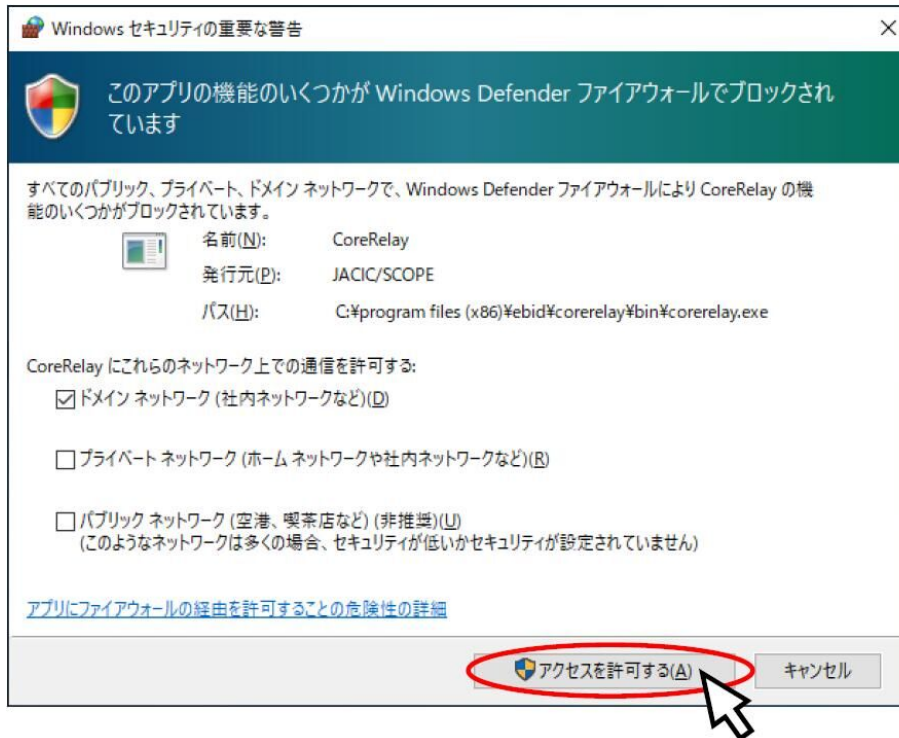 Windows セキュリティの重要な警告
このアプリの機能のいくつかが Windows Defender ファイアウォールでブロックされ
ています
すべてのパブリック、プライベート、ドメイン ネットワークで、Windows Defender ファイアウォールにより CoreRelay の機
能のいくつかがブロックされています。
名前(N): CoreRelay
発行元(P): JACIC/SCOPE
パス(H): C:¥program files (x86)¥ebid¥corerelay¥bin¥corerelay.exe
CoreRelay にこれらのネットワーク上での通信を許可する:
ドメイン ネットワーク (社内ネットワークなど)(D)
プライベート ネットワーク (ホーム ネットワークや社内ネットワークなど)(R)
パブリック ネットワーク (空港、喫茶店など) (非推奨)(U)
(このようなネットワークは多くの場合、セキュリティが低いかセキュリティが設定されていません)
アプリにファイアウォールの経由を許可することの危険性の詳細
アクセスを許可する(A) キャンセル